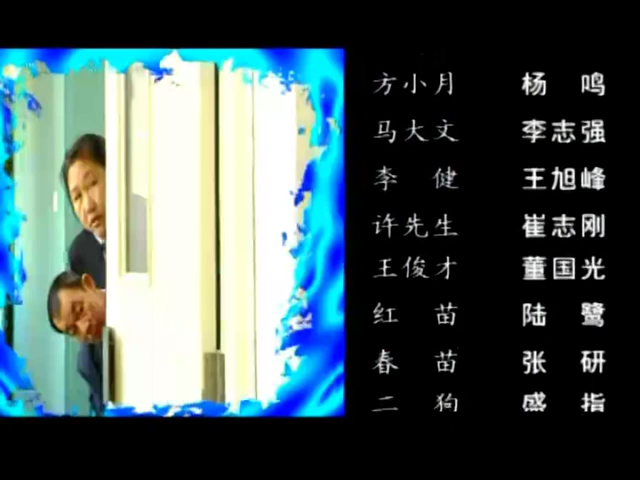 方小月 杨鸣
马大文 李志强
李健 王旭峰
许先生 崔志刚
王俊才 董国光
红苗 陆鹭
春苗 张研
二狗 盛指